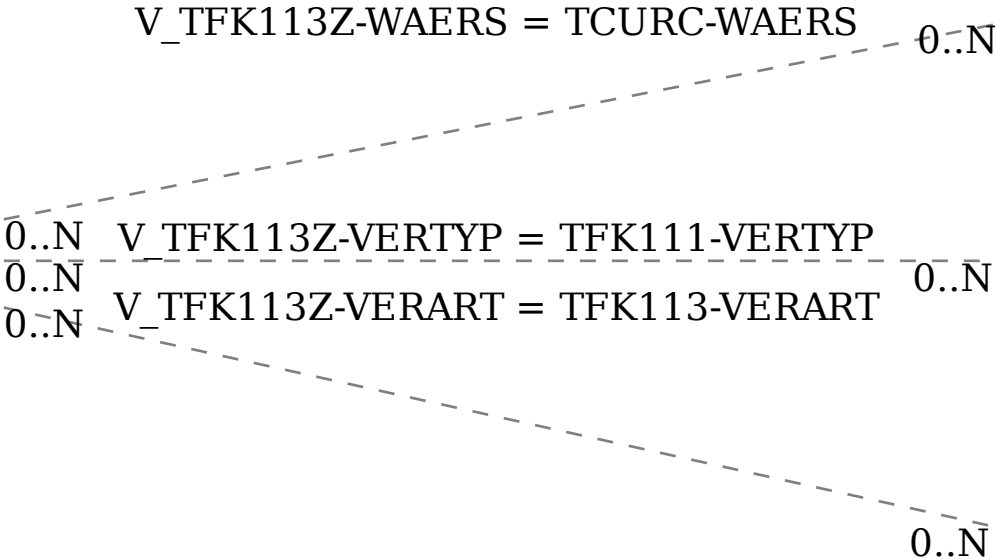 V_TFK113Z-WAERS = TCURC-WAERS
0..N
0..N
V_TFK113Z-VERTYP = TFK111-VERTYP
0..N
0..N
V_TFK113Z-VERART = TFK113-VERART
0..N
0..N